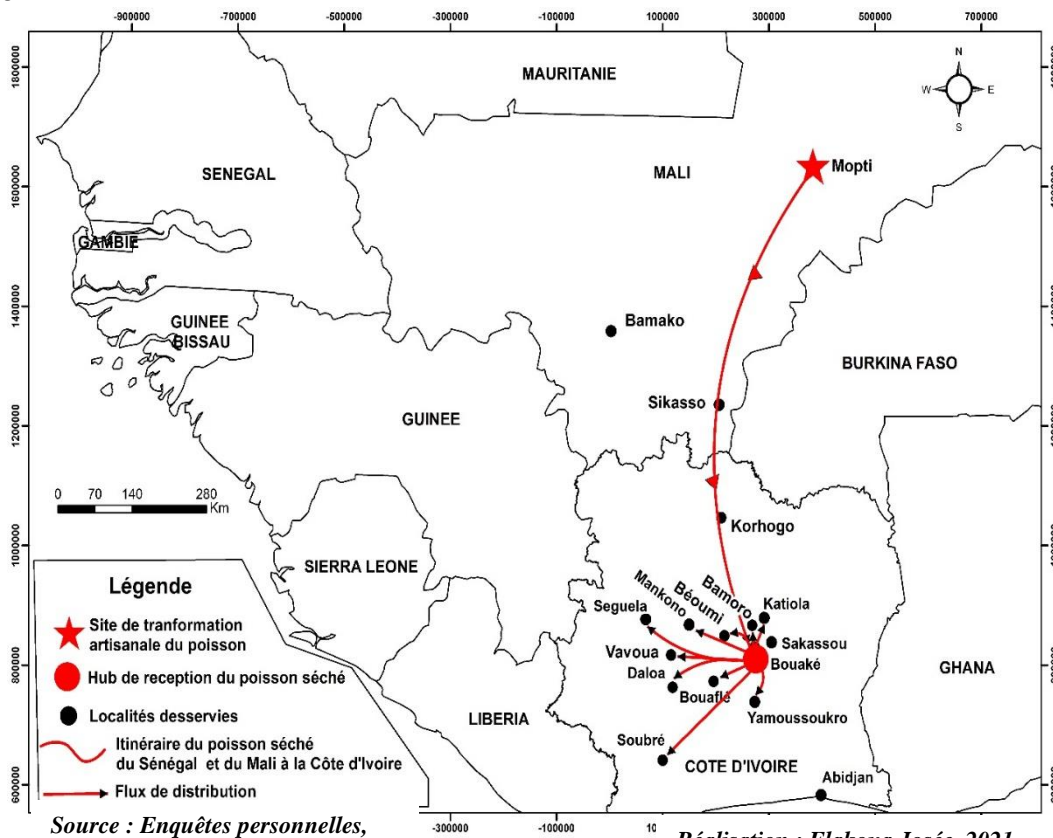 -900000 -700000 -500000 -300000 -100000 100000 300000 500000 700000
1800000
1600000
1400000
1200000
1000000
800000
600000
N
W E
S
MAURITANIE
SENEGAL
MALI
Mopti
GAMBIE
GUINEE
BISSAU
Bamako
BURKINA FASO
Sikasso
GUINEE
0 70 140 280
Km
Korhogo
SIERRA LEONE
Seguela
Mankono
Béoumi
Bamoro
Katiola
Sakassou
Bouaké
Vavoua
Daloa
Bouaflé
Yamoussoukro
GHANA
LIBERIA
Soubré
COTE D'IVOIRE
Abidjan
Légende
Site de tranformation
artisanale du poisson
Hub de reception du poisson séché
Localités desservies
Itinéraire du poisson séché
du Sénégal et du Mali à la Côte d'Ivoire
Flux de distribution
-300000 -100000 10 300000 500000 700000
Source : Enquêtes personnelles,